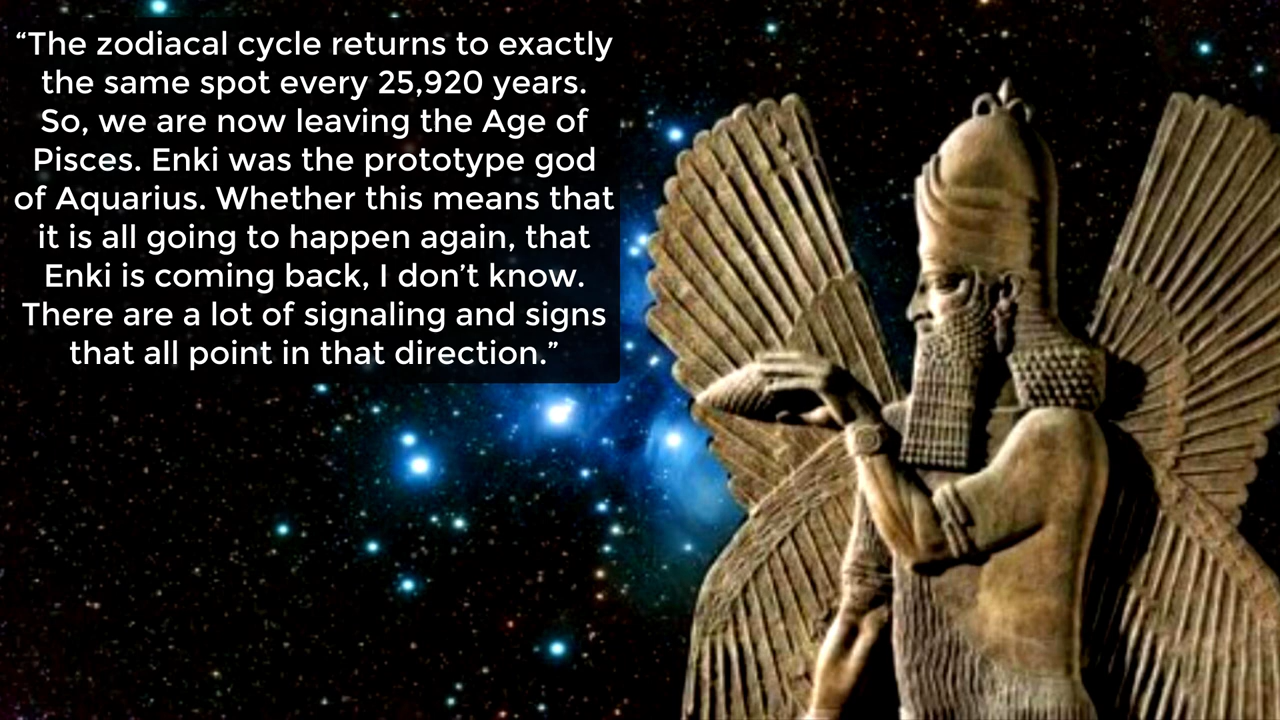 “The zodiacal cycle returns to exactly
the same spot every 25,920 years.
So, we are now leaving the Age of
Pisces. Enki was the prototype god
of Aquarius. Whether this means that
it is all going to happen again, that
Enki is coming back, I don’t know.
There are a lot of signaling and signs
that all point in that direction.”